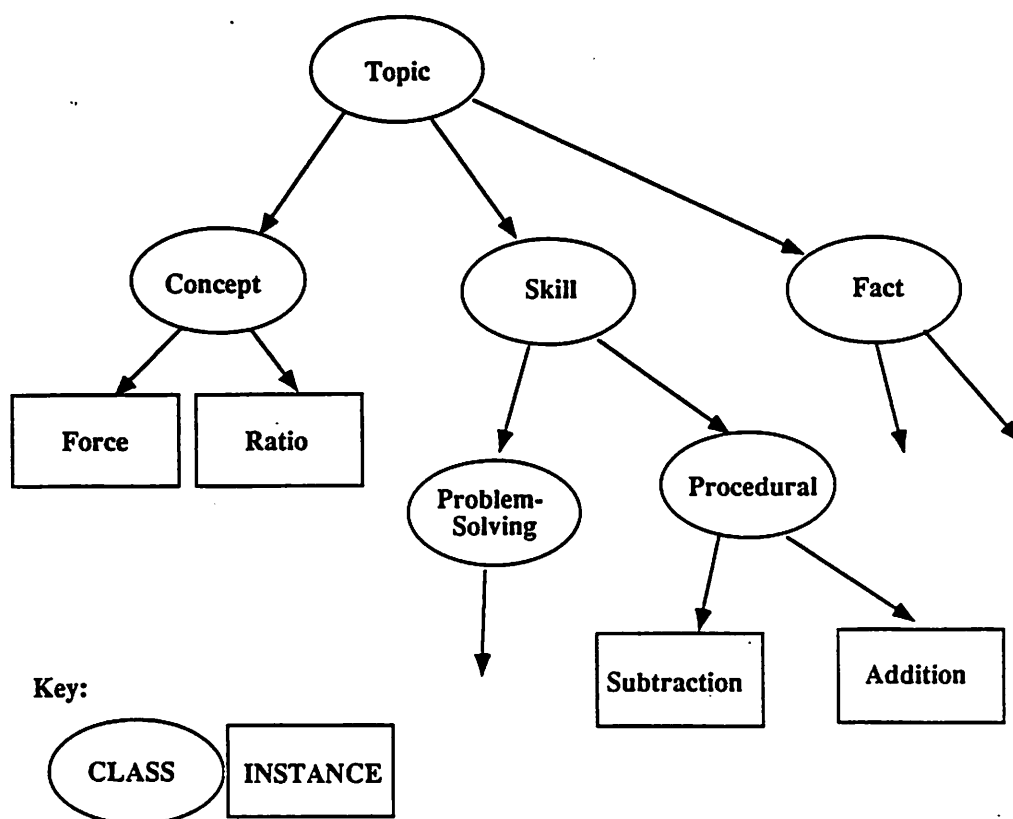 Topic
Concept
Skill
Fact
Force
Ratio
Problem-
Solving
Procedural
Subtraction
Addition
Key:
CLASS
INSTANCE